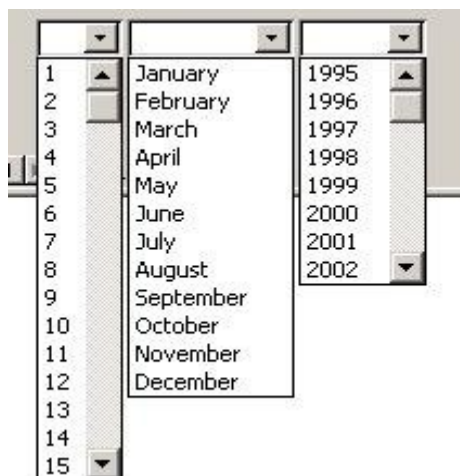 1
2
3
4
5
6
7
8
9
10
11
12
13
14
15
January
February
March
April
May
June
July
August
September
October
November
December
1995
1996
1997
1998
1999
2000
2001
2002